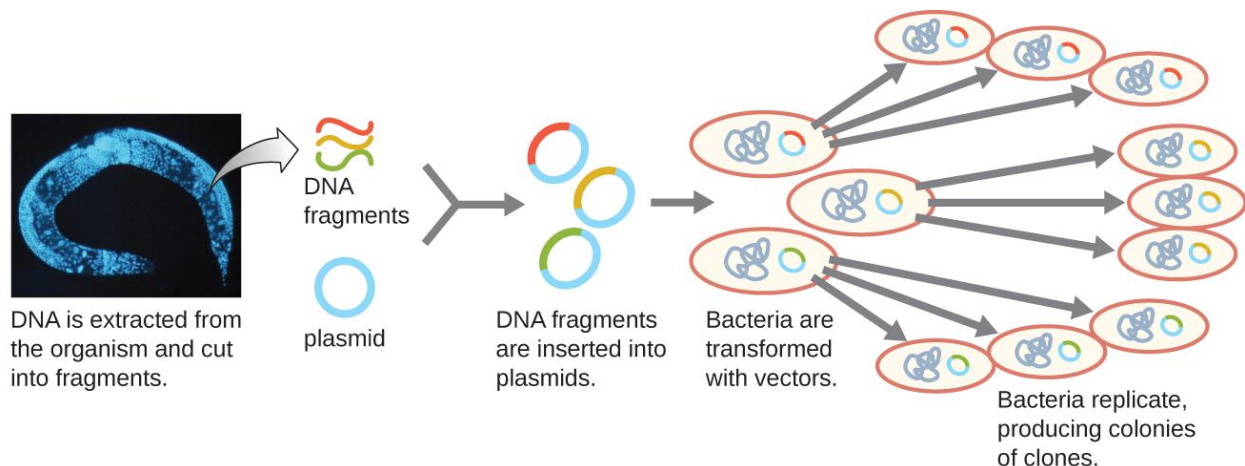 DNA
fragments
plasmid
DNA is extracted from
the organism and cut
into fragments.
DNA fragments
are inserted into
plasmids.
Bacteria are
transformed
with vectors.
Bacteria replicate,
producing colonies
of clones.